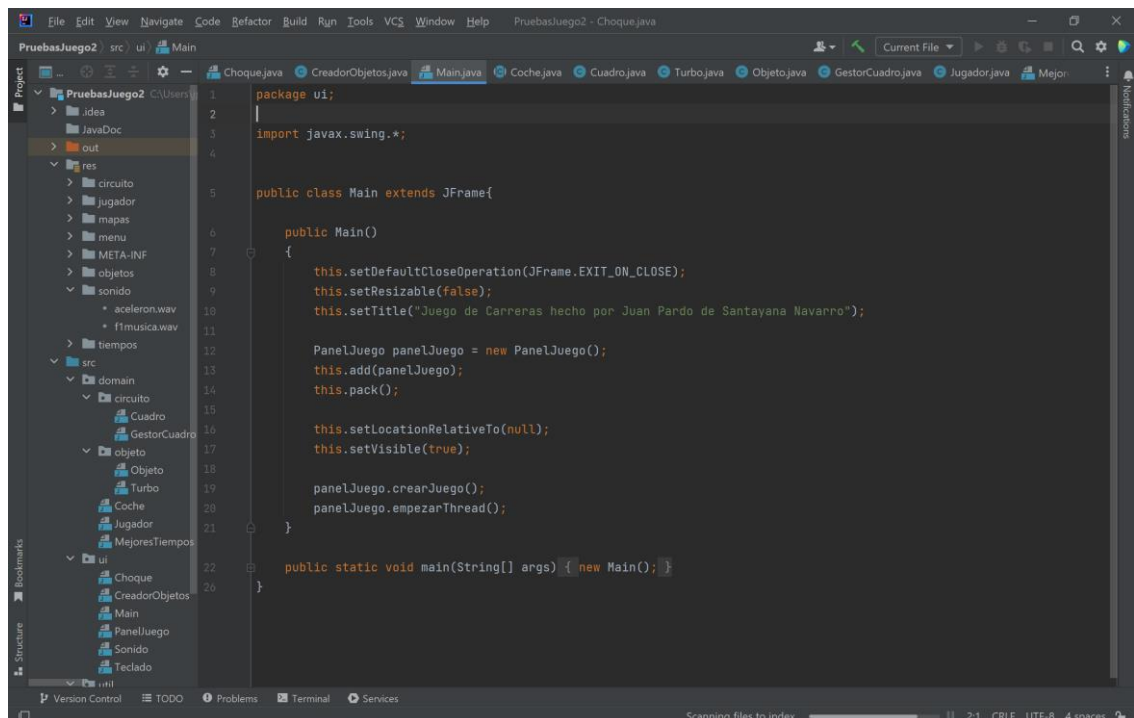 File Edit View Navigate Code Refactor Build Run Tools VCS Window Help PruebasJuego2 - Choque.java
PruebasJuego2 src ui Main Current File
Project
... Choque.java CreadorObjetos.java Main.java Coche.java Cuadro.java Turbo.java Objeto.java GestorCuadro.java Jugador.java Mejor
Notifications
PruebasJuego2 C:\Users\
.idea
JavaDoc
out
res
circuito
jugador
mapas
menu
META-INF
objetos
sonido
aceleron.wav
f1musica.wav
tiempos
src
domain
circuito
Cuadro
GestorCuadro
objeto
Objeto
Turbo
Coche
Jugador
MejoresTiempos
ui
Choque
CreadorObjetos
Main
PanelJuego
Sonido
Teclado
util
1 package ui;
2
3 import javax.swing.*;
4
5 public class Main extends JFrame{
6 public Main()
7 {
8 this.setDefaultCloseOperation(JFrame.EXIT_ON_CLOSE);
9 this.setResizable(false);
10 this.setTitle("Juego de Carreras hecho por Juan Pardo de Santayana Navarro");
11
12 PanelJuego panelJuego = new PanelJuego();
13 this.add(panelJuego);
14 this.pack();
15
16 this.setLocationRelativeTo(null);
17 this.setVisible(true);
18
19 panelJuego.crearJuego();
20 panelJuego.empezarThread();
21 }
22 public static void main(String[] args) { new Main(); }
26 }
Bookmarks
Structure
Version Control TODO Problems Terminal Services
Scanning files to index... 2:1 CRLF UTF-8 4 spaces